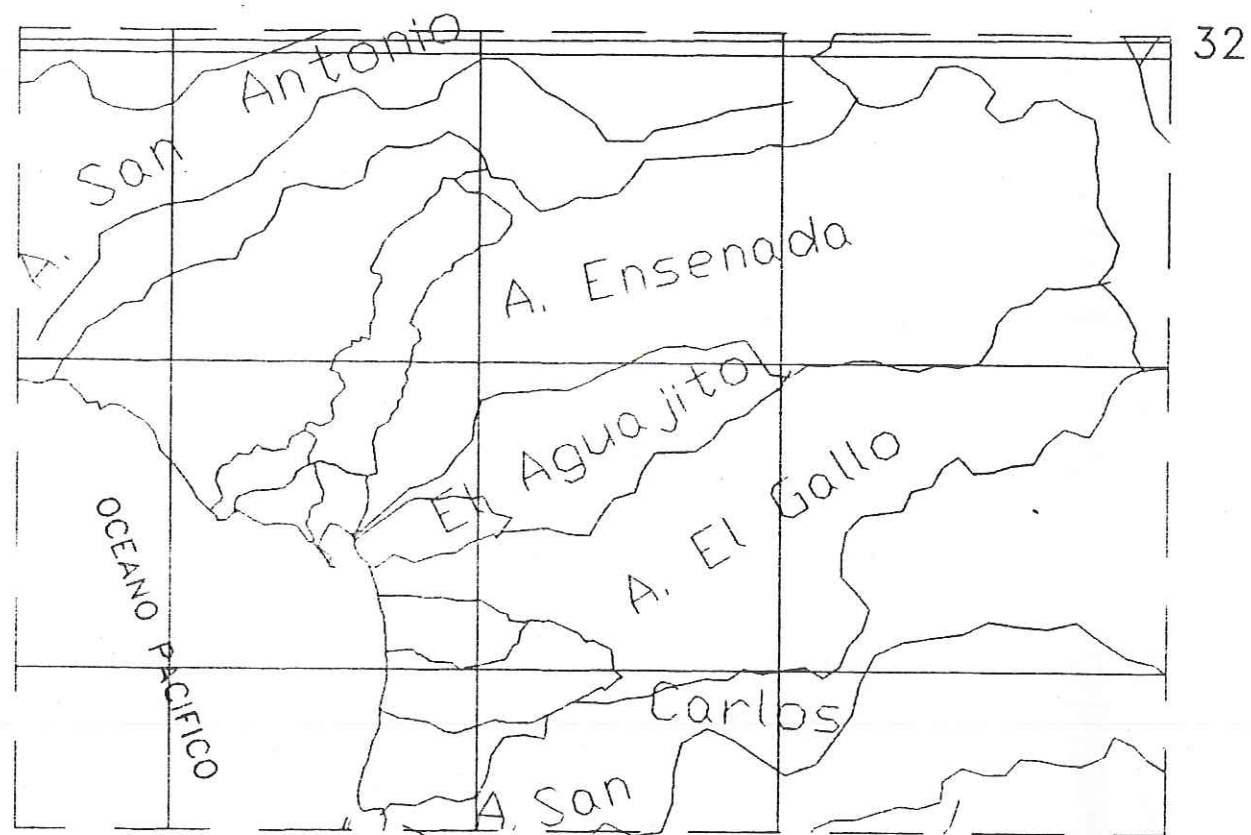 32
A. San Antonio
A. Ensenada
El Aguajito
A. El Gallo
OCEANO PACIFICO
A. San Carlos